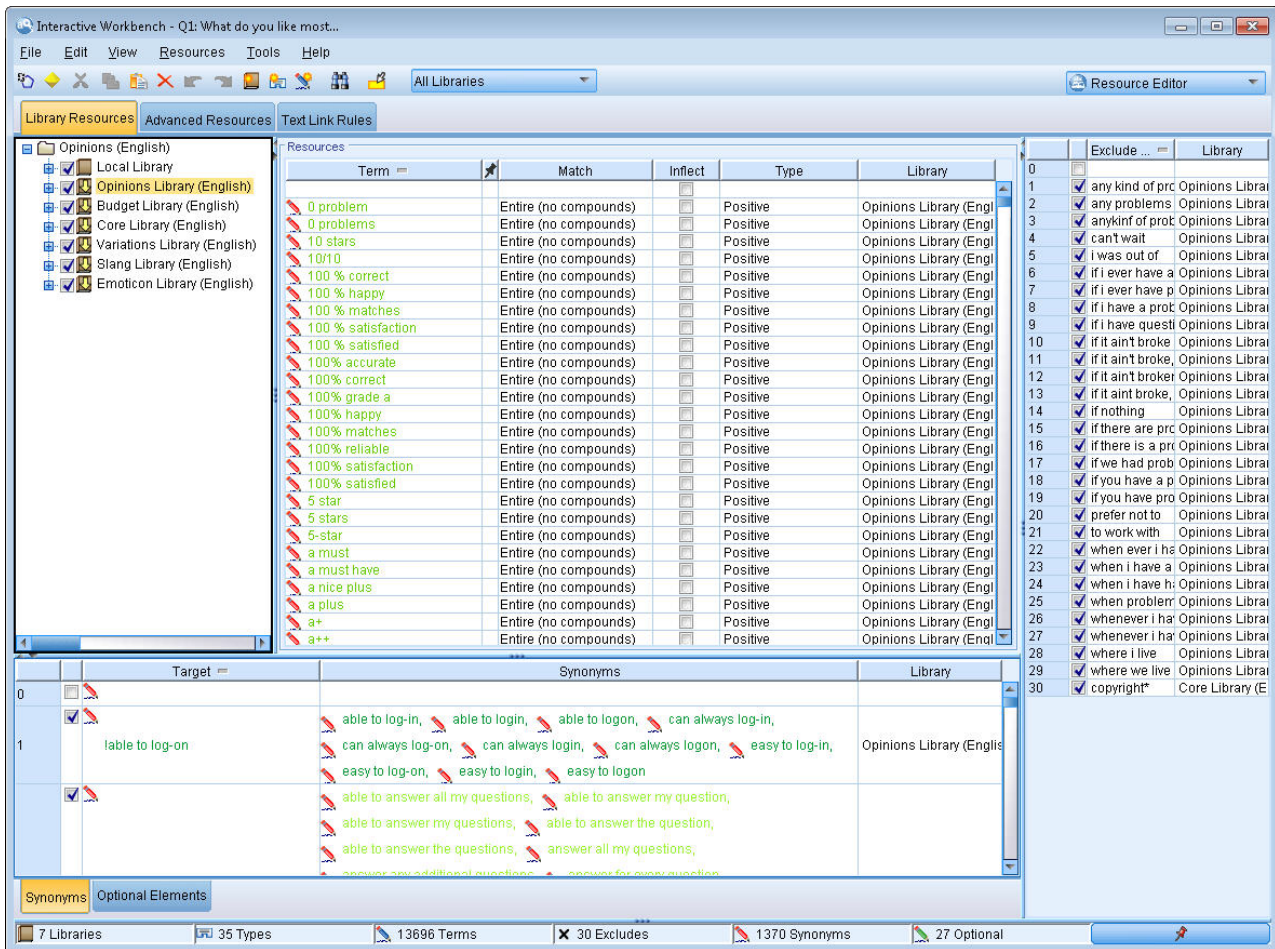 Interactive Workbench - Q1: What do you like most...
File Edit View Resources Tools Help
All Libraries
Resource Editor
Library Resources Advanced Resources Text Link Rules
Opinions (English)
Local Library
Opinions Library (English)
Budget Library (English)
Core Library (English)
Variations Library (English)
Slang Library (English)
Emoticon Library (English)
Resources
Term Match Inflect Type Library
0 problem Entire (no compounds) Positive Opinions Library (Engl
0 problems Entire (no compounds) Positive Opinions Library (Engl
10 stars Entire (no compounds) Positive Opinions Library (Engl
10/10 Entire (no compounds) Positive Opinions Library (Engl
100 % correct Entire (no compounds) Positive Opinions Library (Engl
100 % happy Entire (no compounds) Positive Opinions Library (Engl
100 % matches Entire (no compounds) Positive Opinions Library (Engl
100 % satisfaction Entire (no compounds) Positive Opinions Library (Engl
100 % satisfied Entire (no compounds) Positive Opinions Library (Engl
100% accurate Entire (no compounds) Positive Opinions Library (Engl
100% correct Entire (no compounds) Positive Opinions Library (Engl
100% grade a Entire (no compounds) Positive Opinions Library (Engl
100% happy Entire (no compounds) Positive Opinions Library (Engl
100% matches Entire (no compounds) Positive Opinions Library (Engl
100% reliable Entire (no compounds) Positive Opinions Library (Engl
100% satisfaction Entire (no compounds) Positive Opinions Library (Engl
100% satisfied Entire (no compounds) Positive Opinions Library (Engl
5 star Entire (no compounds) Positive Opinions Library (Engl
5 stars Entire (no compounds) Positive Opinions Library (Engl
5-star Entire (no compounds) Positive Opinions Library (Engl
a must Entire (no compounds) Positive Opinions Library (Engl
a must have Entire (no compounds) Positive Opinions Library (Engl
a nice plus Entire (no compounds) Positive Opinions Library (Engl
a plus Entire (no compounds) Positive Opinions Library (Engl
a+ Entire (no compounds) Positive Opinions Library (Engl
a++ Entire (no compounds) Positive Opinions Library (Engl
Exclude ... Library
0
1 any kind of prc Opinions Librar
2 any problems Opinions Librar
3 anykinf of prob Opinions Librar
4 can't wait Opinions Librar
5 i was out of Opinions Librar
6 if i ever have a Opinions Librar
7 if i ever have p Opinions Librar
8 if i have a prob Opinions Librar
9 if i have questi Opinions Librar
10 if it ain't broke Opinions Librar
11 if it ain't broke, Opinions Librar
12 if it ain't broker Opinions Librar
13 if it aint broke, Opinions Librar
14 if nothing Opinions Librar
15 if there are prc Opinions Librar
16 if there is a prc Opinions Librar
17 if we had prob Opinions Librar
18 if you have a p Opinions Librar
19 if you have pro Opinions Librar
20 prefer not to Opinions Librar
21 to work with Opinions Librar
22 when ever i ha Opinions Librar
23 when i have a Opinions Librar
24 when i have h Opinions Librar
25 when problem Opinions Librar
26 whenever i ha Opinions Librar
27 whenever i ha Opinions Librar
28 where i live Opinions Librar
29 where we live Opinions Librar
30 copyright* Core Library (E
Target Synonyms Library
0
able to log-in, able to login, able to logon, can always log-in,
1 !able to log-on can always log-on, can always login, can always logon, easy to log-in, Opinions Library (Englis
easy to log-on, easy to login, easy to logon
able to answer all my questions, able to answer my question,
able to answer my questions, able to answer the question,
able to answer the questions, answer all my questions,
answer any additional questions answer for every question
Synonyms Optional Elements
7 Libraries 35 Types 13696 Terms 30 Excludes 1370 Synonyms 27 Optional